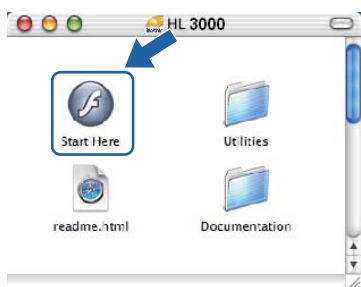 HL 3000
Start Here
Utilities
readme.html
Documentation